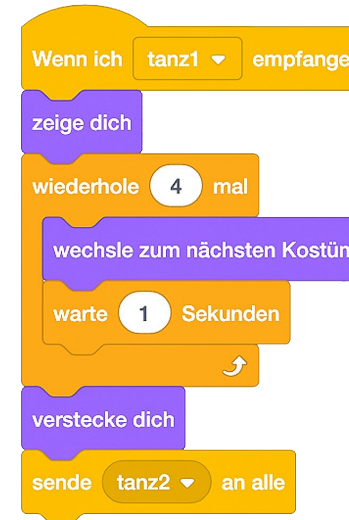 Wenn ich tanz1 empfange
zeige dich
wiederhole 4 mal
wechsle zum nächsten Kostüm
warte 1 Sekunden
verstecke dich
sende tanz2 an alle